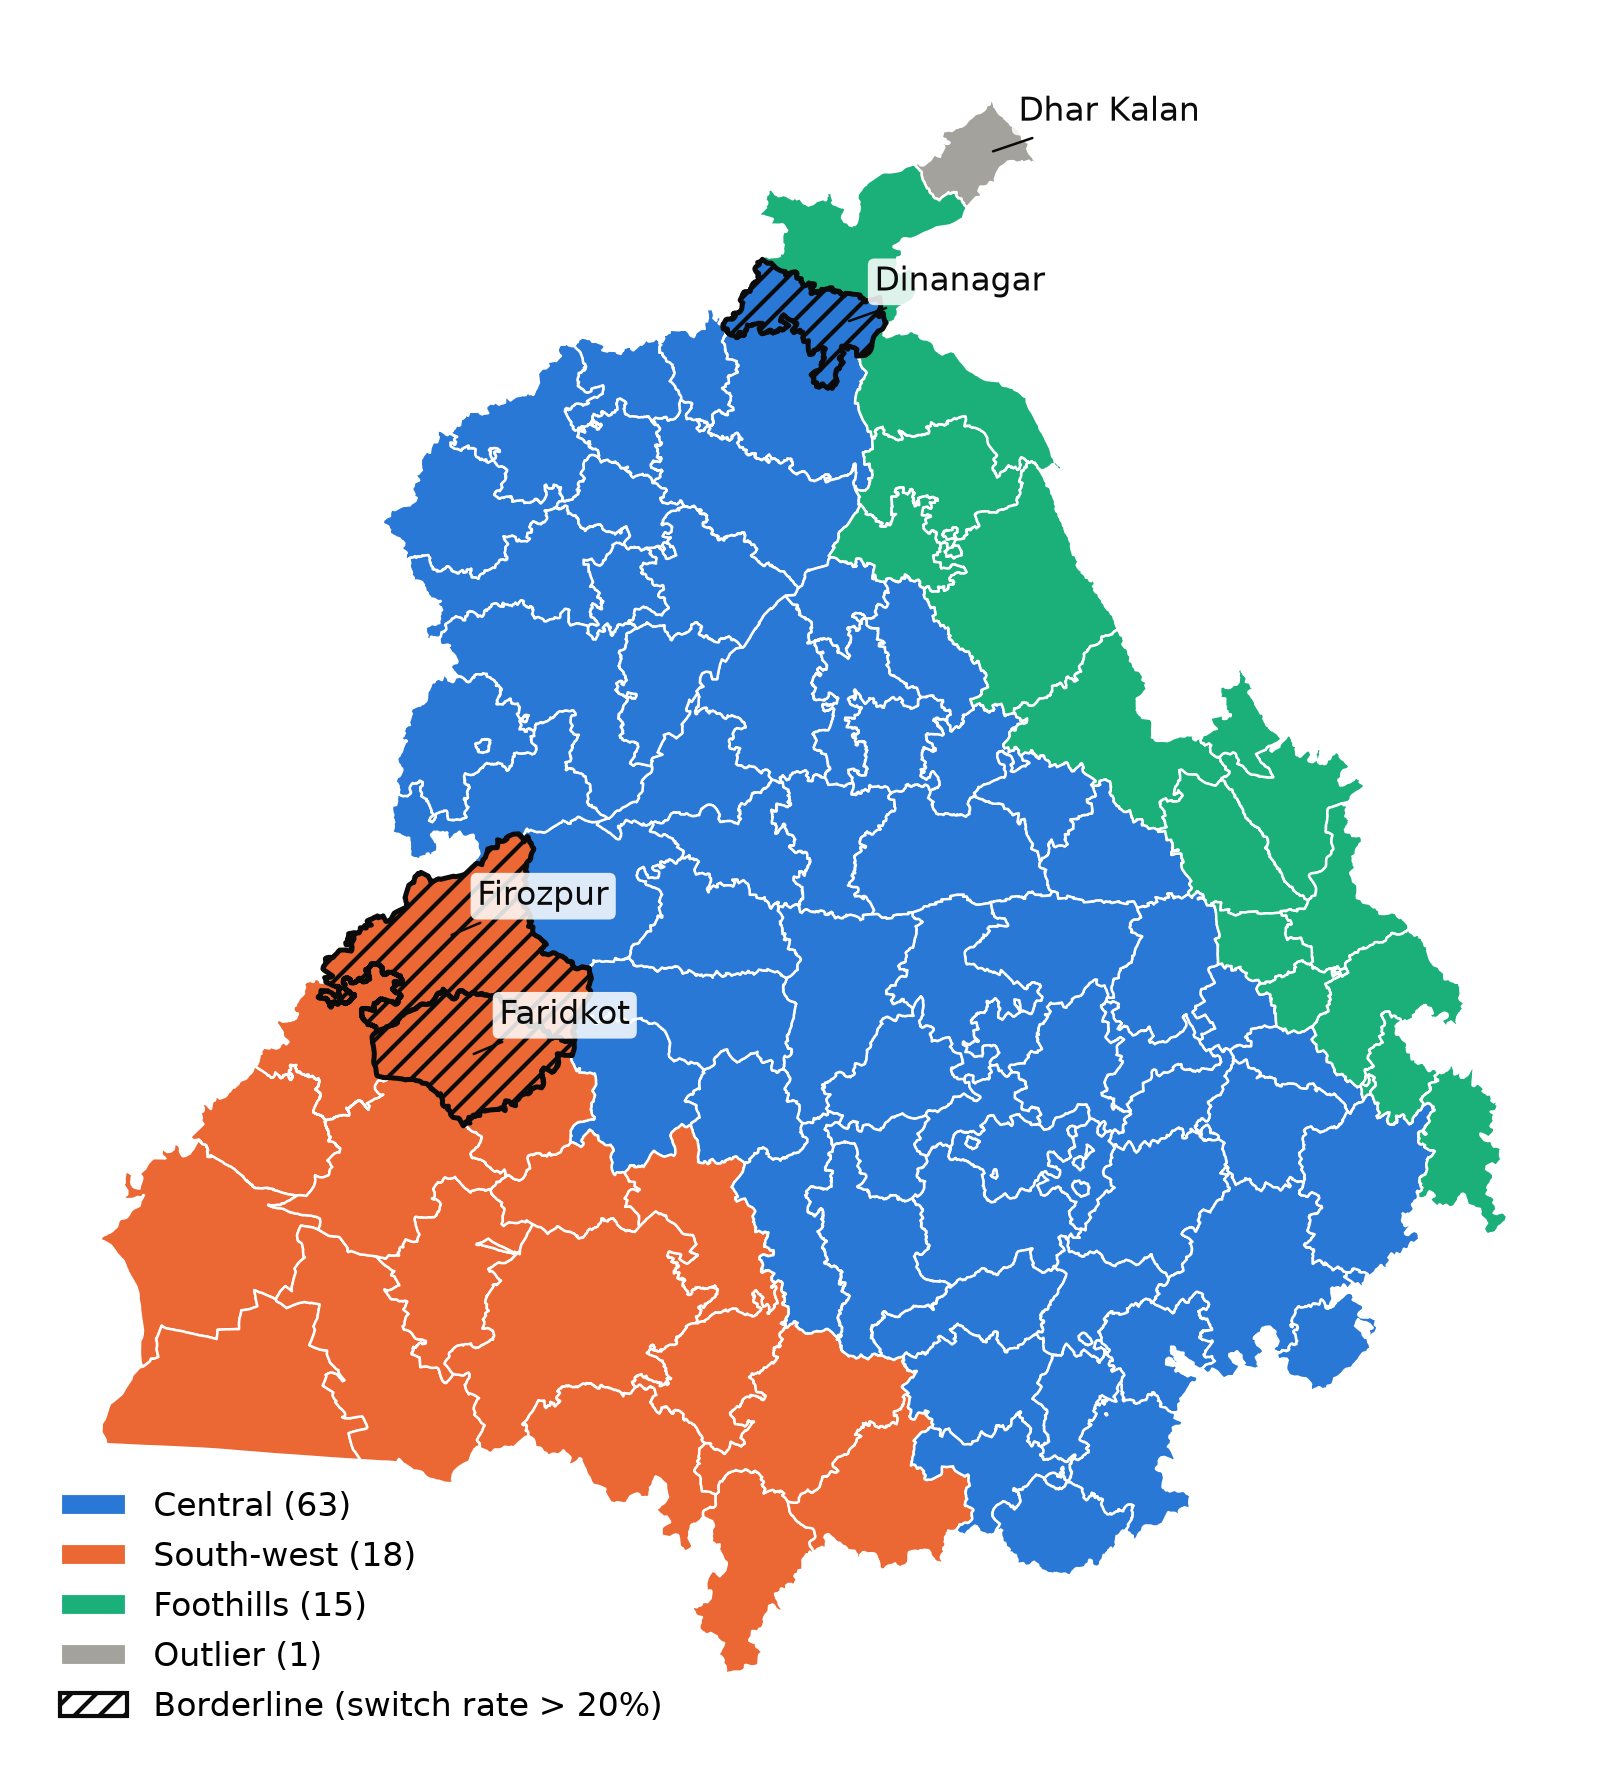 Dhar Kalan
Dinanagar
Firozpur
Faridkot
Central (63)
South-west (18)
Foothills (15)
Outlier (1)
Borderline (switch rate > 20%)